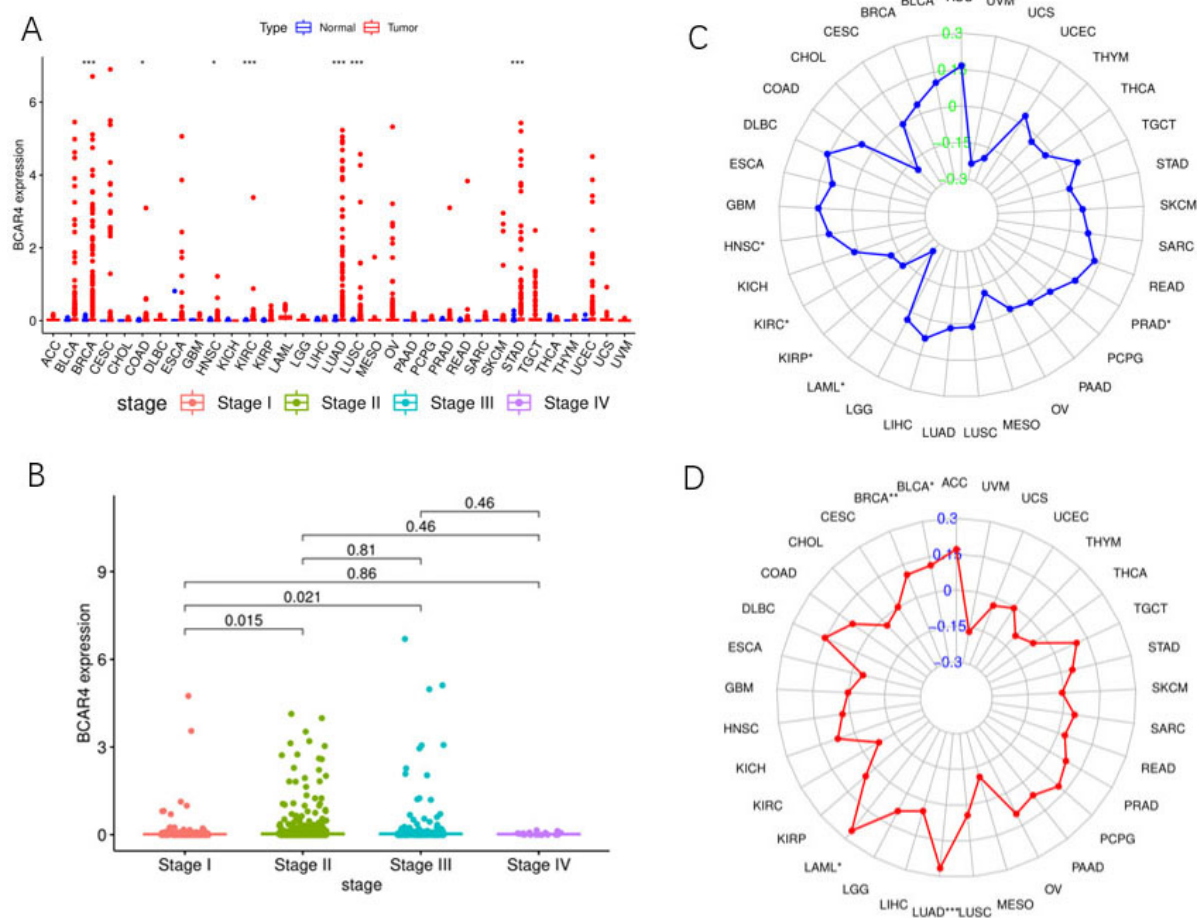 A
Type Normal Tumor
*** * * *** *** *** ***
BCAR4 expression
6
4
2
0
ACC BLCA BRCA CESC CHOL COAD DLBC ESCA GBM HNSC KICH KIRC KIRP LAML LGG LIHC LUAD LUSC MESO OV PAAD PCPG PRAD READ SARC SKCM STAD TGCT THCA THYM UCEC UCS UVM
stage Stage I Stage II Stage III Stage IV
B
BCAR4 expression
9
6
3
0
0.46
0.46
0.81
0.86
0.021
0.015
Stage I Stage II Stage III Stage IV
stage
C
0.3
0.15
0
-0.15
-0.3
UVM
UCS
UCEC
THYM
THCA
TGCT
STAD
SKCM
SARC
READ
PRAD*
PCPG
PAAD
OV
MESO
LUSC
LUAD
LIHC
LGG
LAML*
KIRP*
KIRC*
KICH
HNSC*
GBM
ESCA
DLBC
COAD
CHOL
CESC
BRCA
BLCA
D
0.3
0.15
0
-0.15
-0.3
ACC
UVM
UCS
UCEC
THYM
THCA
TGCT
STAD
SKCM
SARC
READ
PRAD
PCPG
PAAD
OV
MESO
LUSC
LUAD***
LIHC
LGG
LAML*
KIRP
KIRC
KICH
HNSC
GBM
ESCA
DLBC
COAD
CHOL
CESC
BRCA**
BLCA*